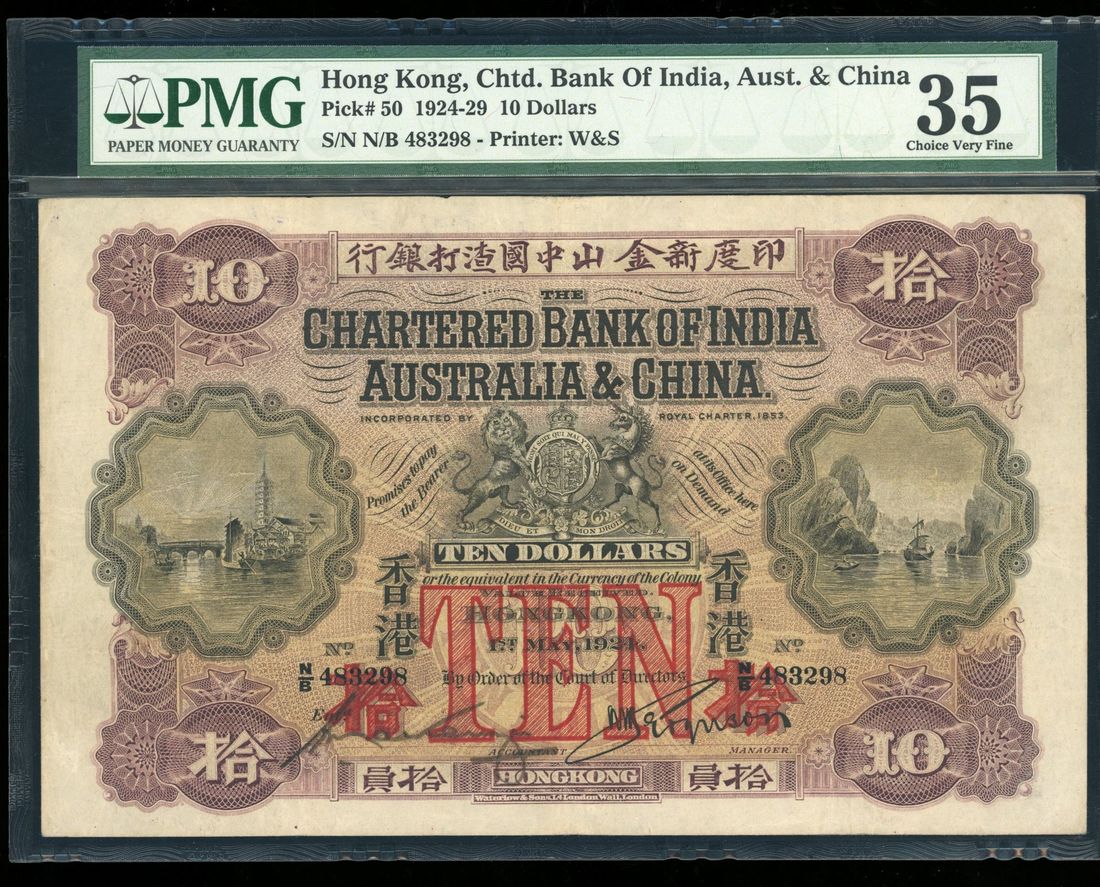 PMG
PAPER MONEY GUARANTY
Hong Kong, Chtd. Bank Of India, Aust. & China
Pick# 50 1924-29 10 Dollars
S/N N/B 483298 - Printer: W&S
35
Choice Very Fine
行銀打渣國中山金新度印
10
拾
THE
CHARTERED BANK OF INDIA
AUSTRALIA & CHINA.
INCORPORATED BY ROYAL CHARTER, 1853.
Promises to pay
the Bearer
at its Office here
on Demand
DIEU ET MON DROIT
TEN DOLLARS
or the equivalent in the Currency of the Colony
VALUE RECEIVED.
香港
香港
HONGKONG,
1ST MAY, 1924.
TEN
No
No
N/B 483298
N/B 483298
By Order of the Court of Directors
拾
拾
Entd.
ACCOUNTANT
MANAGER.
拾
10
員拾
HONGKONG
員拾
Waterlow & Sons, Ld London Wall, London